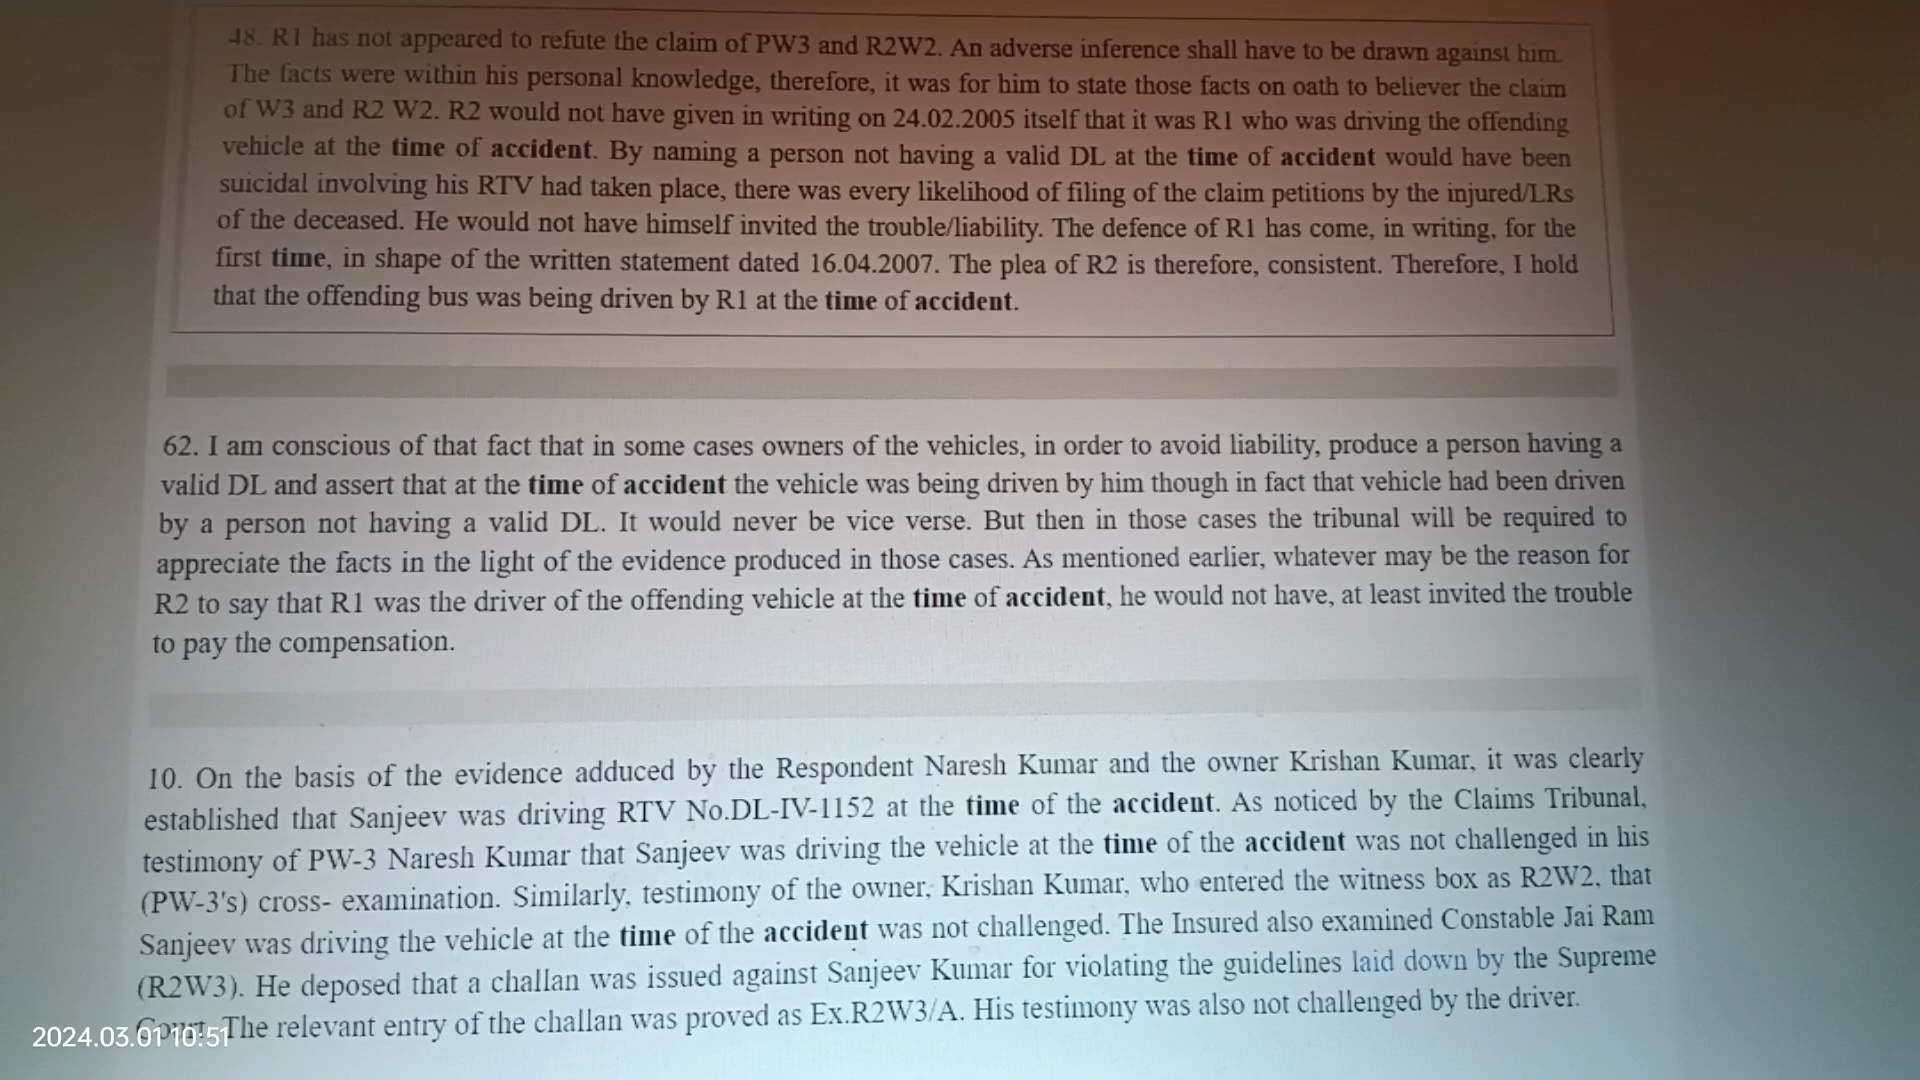 48. R1 has not appeared to refute the claim of PW3 and R2W2. An adverse inference shall have to be drawn against him.
The facts were within his personal knowledge, therefore, it was for him to state those facts on oath to believer the claim
of W3 and R2 W2. R2 would not have given in writing on 24.02.2005 itself that it was R1 who was driving the offending
vehicle at the time of accident. By naming a person not having a valid DL at the time of accident would have been
suicidal involving his RTV had taken place, there was every likelihood of filing of the claim petitions by the injured/LRs
of the deceased. He would not have himself invited the trouble/liability. The defence of R1 has come, in writing, for the
first time, in shape of the written statement dated 16.04.2007. The plea of R2 is therefore, consistent. Therefore, I hold
that the offending bus was being driven by R1 at the time of accident.
62. I am conscious of that fact that in some cases owners of the vehicles, in order to avoid liability, produce a person having a
valid DL and assert that at the time of accident the vehicle was being driven by him though in fact that vehicle had been driven
by a person not having a valid DL. It would never be vice verse. But then in those cases the tribunal will be required to
appreciate the facts in the light of the evidence produced in those cases. As mentioned earlier, whatever may be the reason for
R2 to say that R1 was the driver of the offending vehicle at the time of accident, he would not have, at least invited the trouble
to pay the compensation.
10. On the basis of the evidence adduced by the Respondent Naresh Kumar and the owner Krishan Kumar, it was clearly
established that Sanjeev was driving RTV No.DL-IV-1152 at the time of the accident. As noticed by the Claims Tribunal,
testimony of PW-3 Naresh Kumar that Sanjeev was driving the vehicle at the time of the accident was not challenged in his
(PW-3's) cross- examination. Similarly, testimony of the owner, Krishan Kumar, who entered the witness box as R2W2, that
Sanjeev was driving the vehicle at the time of the accident was not challenged. The Insured also examined Constable Jai Ram
(R2W3). He deposed that a challan was issued against Sanjeev Kumar for violating the guidelines laid down by the Supreme
Court. The relevant entry of the challan was proved as Ex.R2W3/A. His testimony was also not challenged by the driver.
2024.03.01 10:51